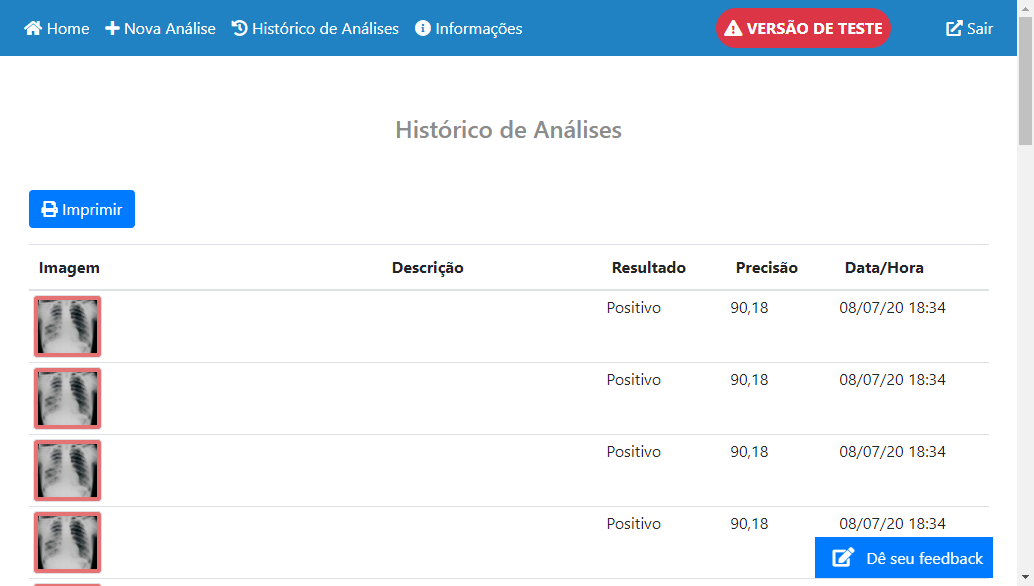 Home Nova Análise Histórico de Análises Informações VERSÃO DE TESTE Sair
Histórico de Análises
Imprimir
Imagem Descrição Resultado Precisão Data/Hora
Positivo 90,18 08/07/20 18:34
Positivo 90,18 08/07/20 18:34
Positivo 90,18 08/07/20 18:34
Positivo 90,18 08/07/20 18:34
Dê seu feedback